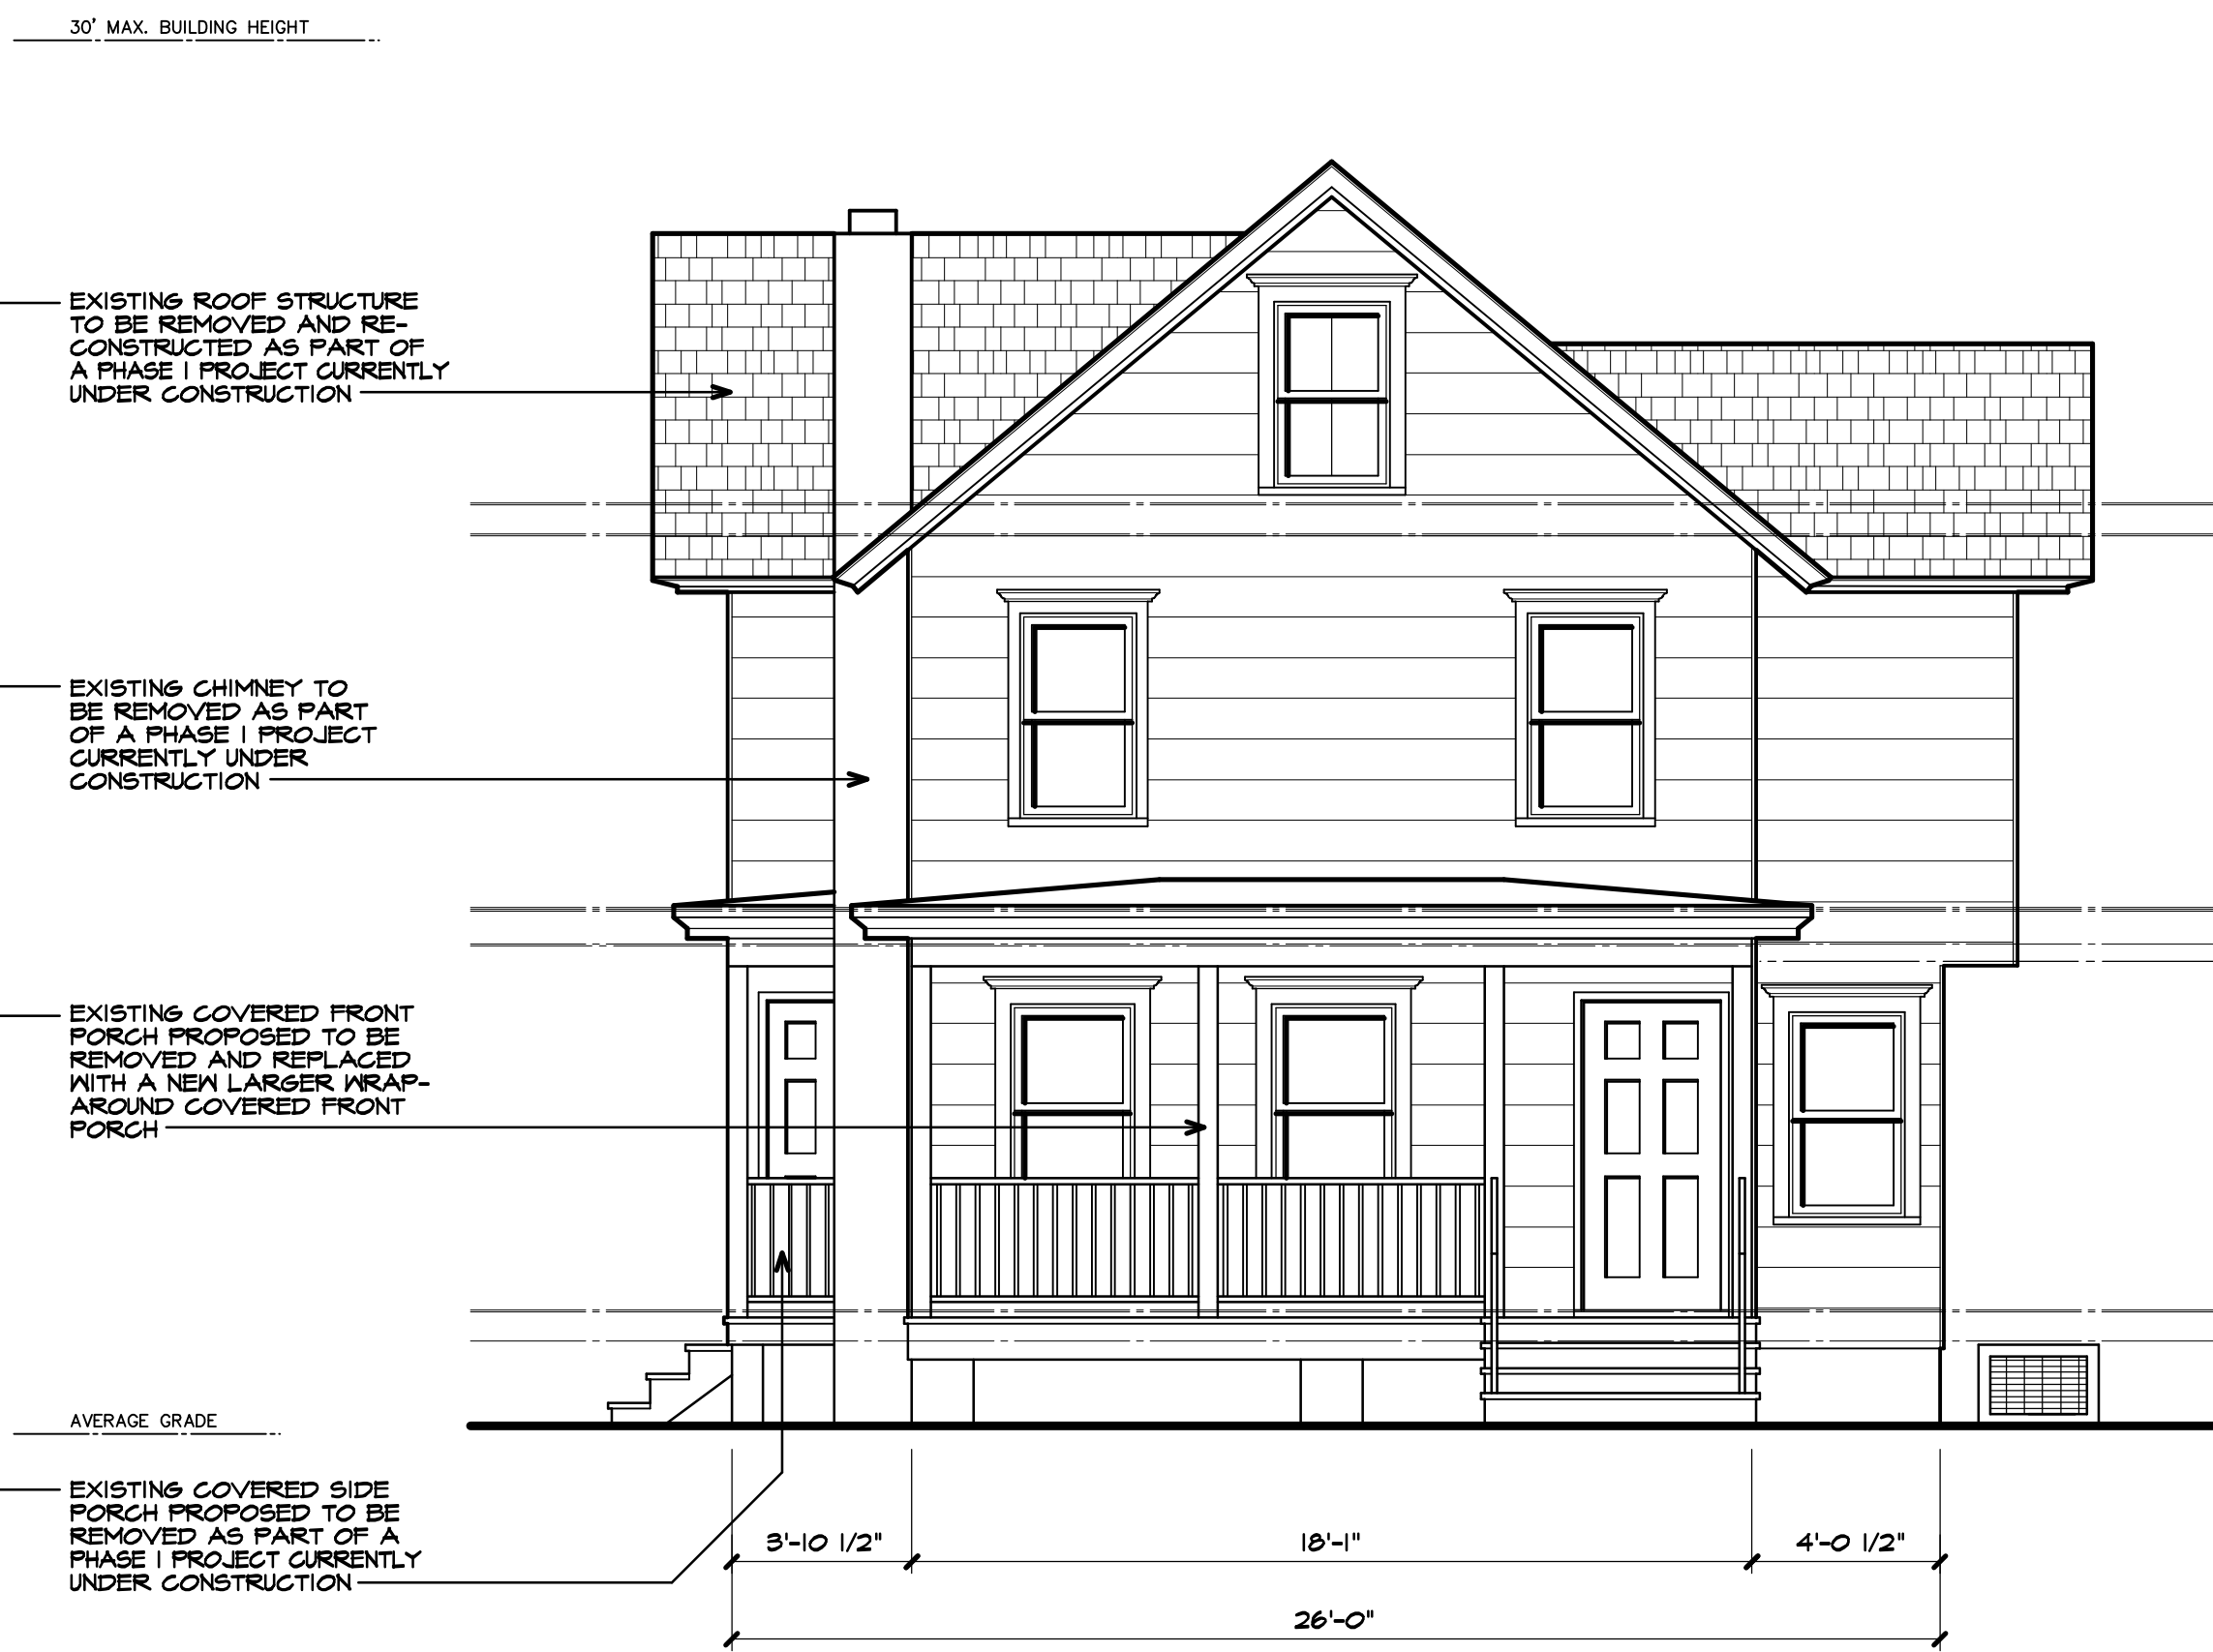 30' MAX. BUILDING HEIGHT
EXISTING ROOF STRUCTURE
TO BE REMOVED AND RE-
CONSTRUCTED AS PART OF
A PHASE I PROJECT CURRENTLY
UNDER CONSTRUCTION
EXISTING CHIMNEY TO
BE REMOVED AS PART
OF A PHASE I PROJECT
CURRENTLY UNDER
CONSTRUCTION
EXISTING COVERED FRONT
PORCH PROPOSED TO BE
REMOVED AND REPLACED
WITH A NEW LARGER WRAP-
AROUND COVERED FRONT
PORCH
AVERAGE GRADE
EXISTING COVERED SIDE
PORCH PROPOSED TO BE
REMOVED AS PART OF A
PHASE I PROJECT CURRENTLY
UNDER CONSTRUCTION
3'-10 1/2"
18'-1"
4'-0 1/2"
26'-0"